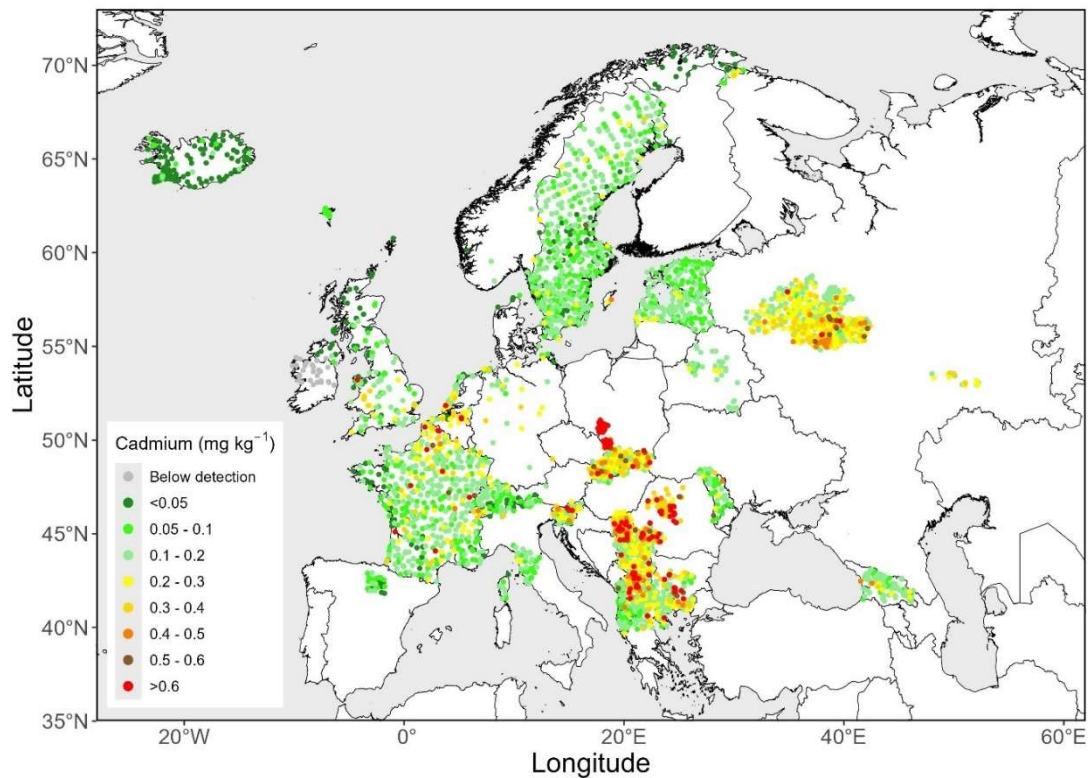 70°N
65°N
60°N
55°N
50°N
45°N
40°N
35°N
Latitude
Cadmium (mg kg⁻¹)
Below detection
<0.05
0.05 - 0.1
0.1 - 0.2
0.2 - 0.3
0.3 - 0.4
0.4 - 0.5
0.5 - 0.6
>0.6
20°W
0°
20°E
40°E
60°E
Longitude